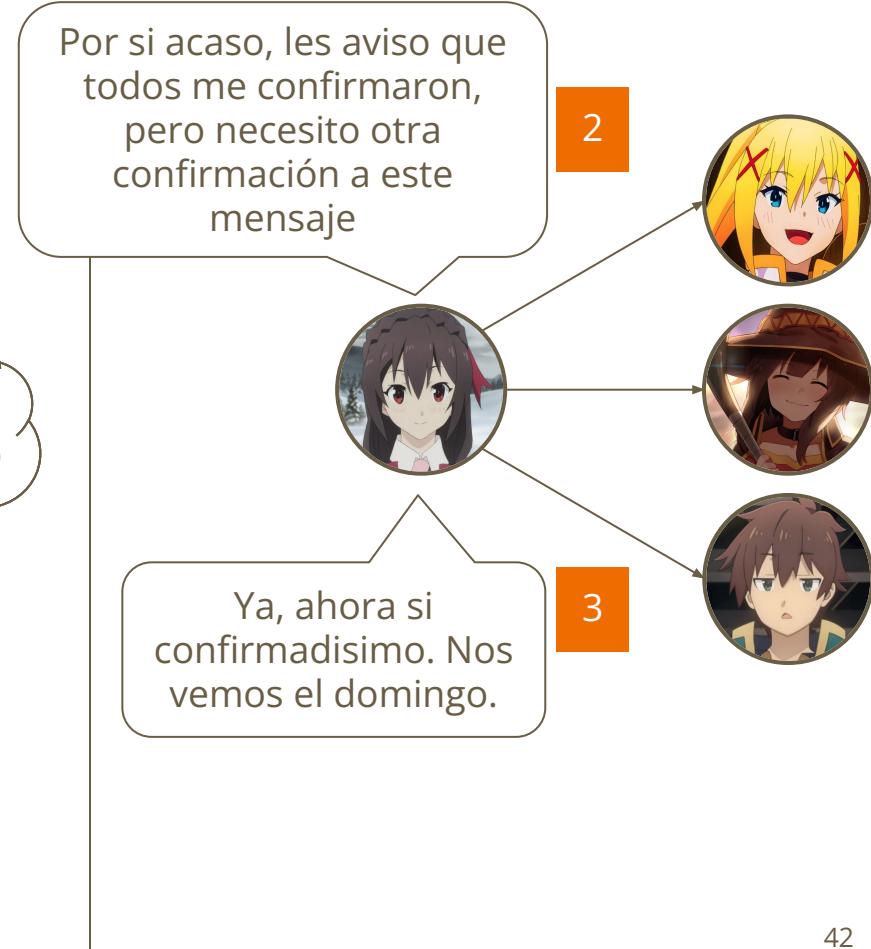 Por si acaso, les aviso que
todos me confirmaron,
pero necesito otra
confirmación a este
mensaje
2
Ya, ahora si
confirmadisimo. Nos
vemos el domingo.
3
42